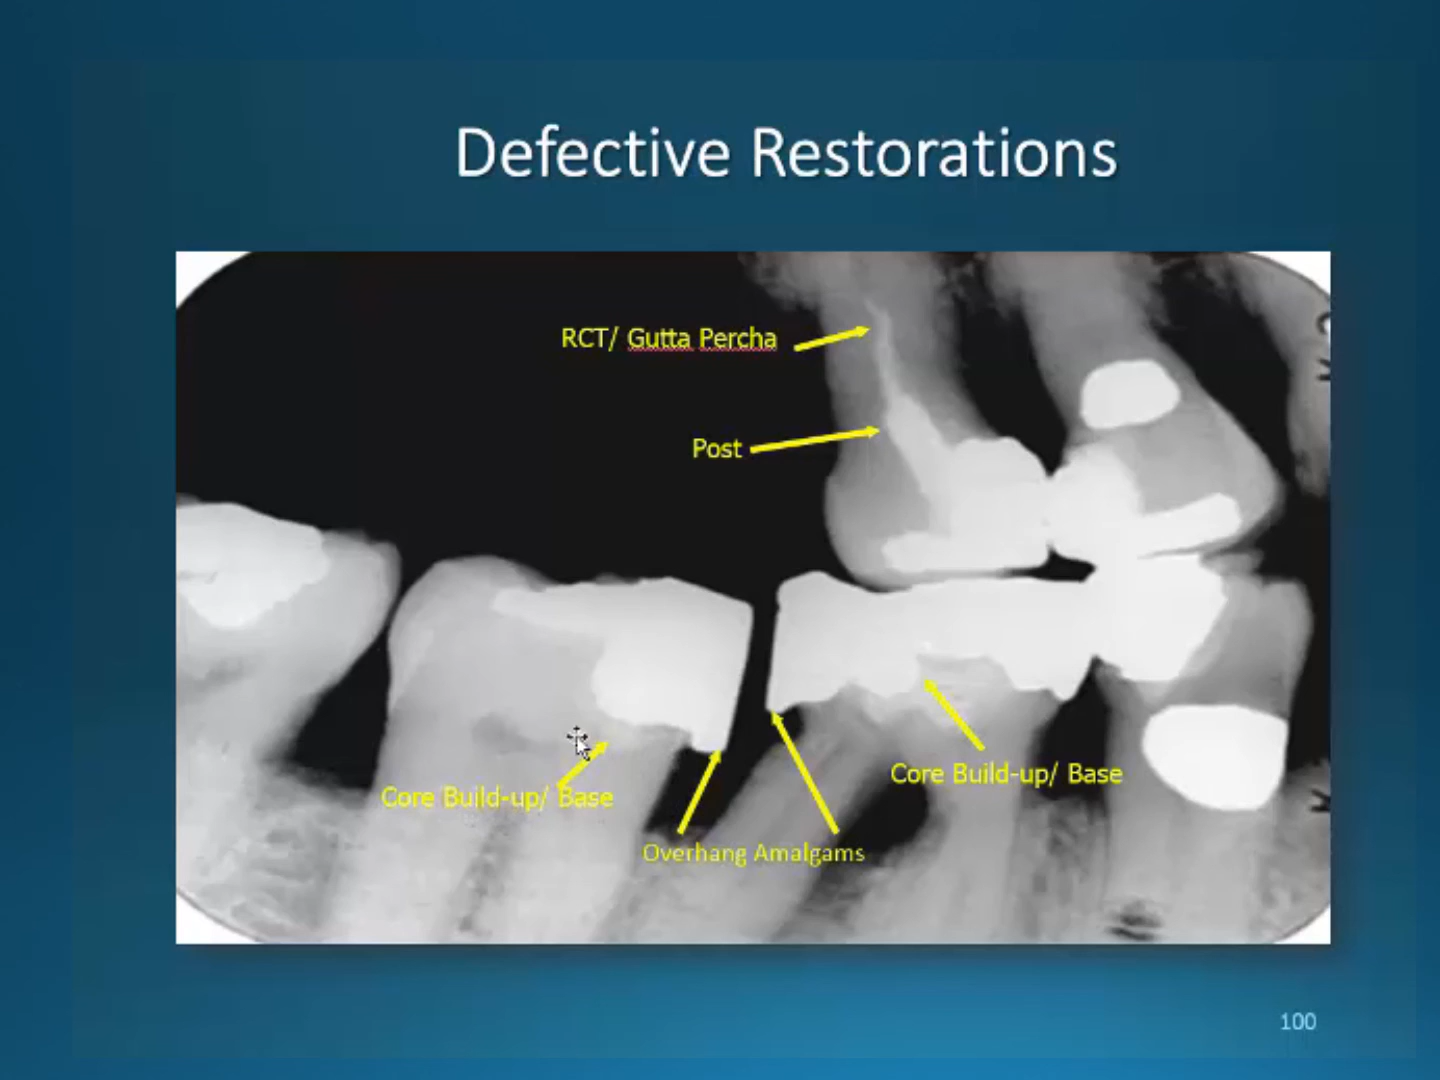 Defective Restorations
RCT/ Gutta Percha
Post
Core Build-up/ Base
Core Build-up/ Base
Overhang Amalgams
100